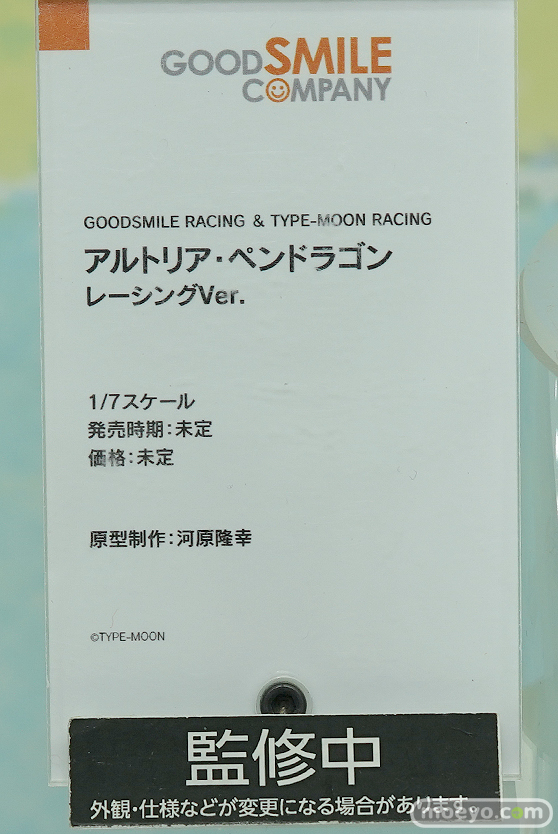 GOODSMILE
COMPANY
GOODSMILE RACING & TYPE-MOON RACING
アルトリア・ペンドラゴン
レーシングVer.
1/7スケール
発売時期:未定
価格:未定
原型制作:河原隆幸
©TYPE-MOON
監修中
外観・仕様などが変更になる場合があります。
moeyo.com